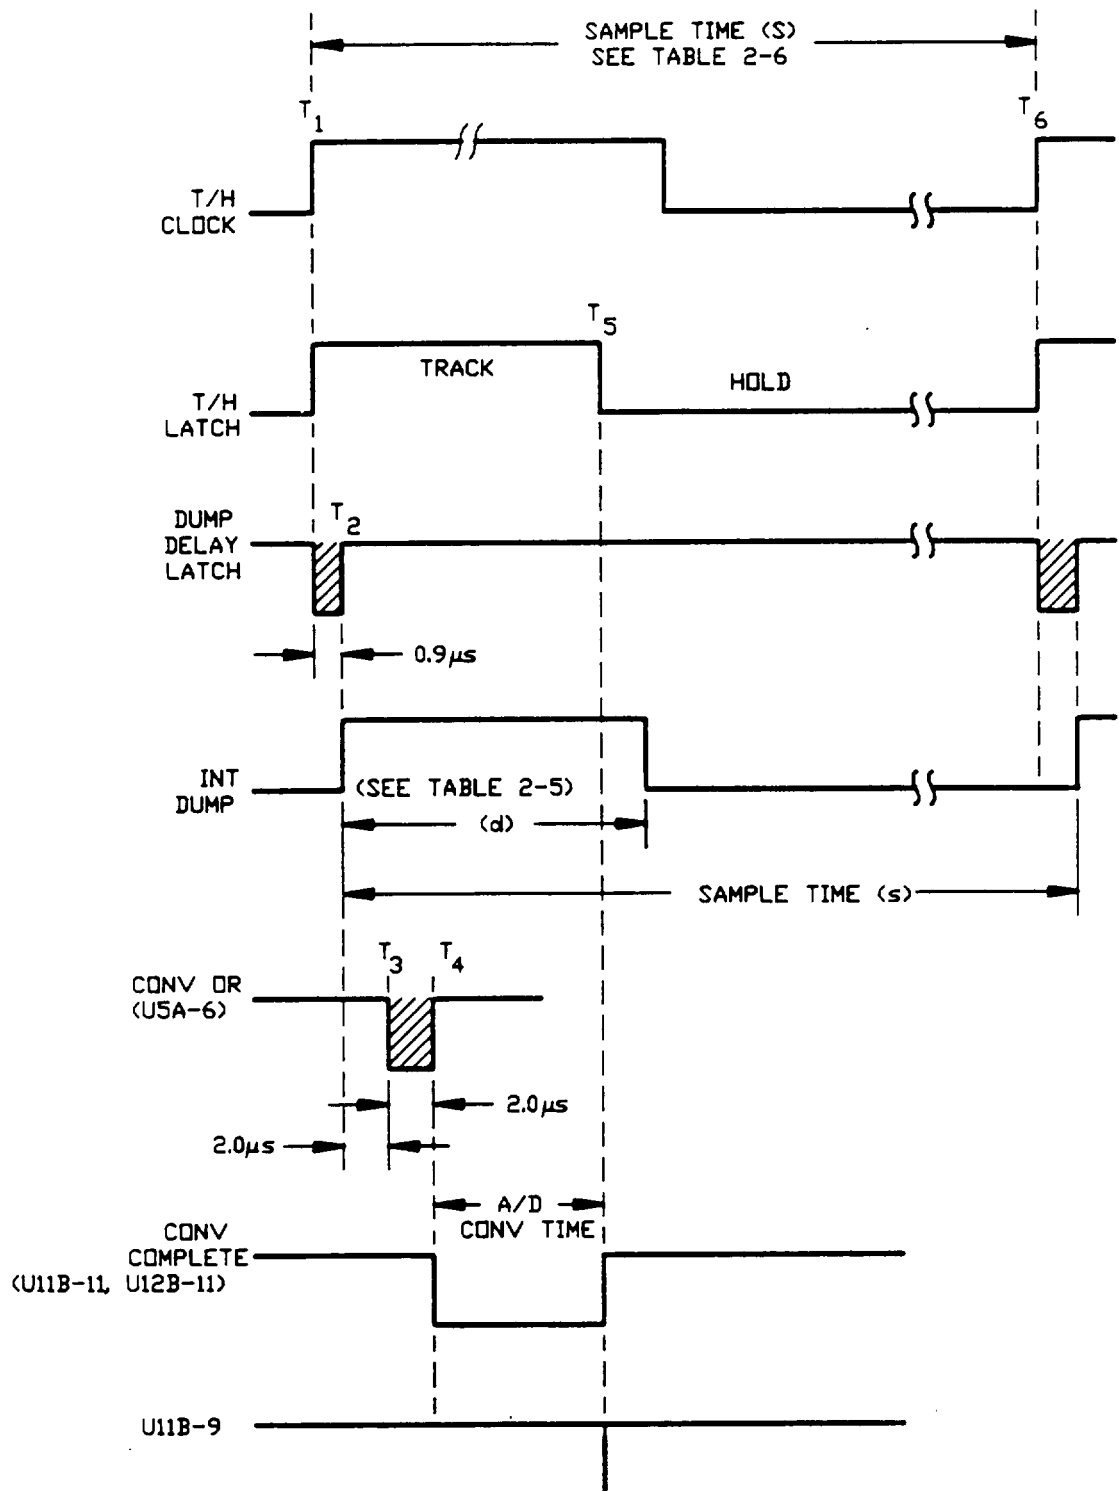 SAMPLE TIME (S)
SEE TABLE 2-6
T1
T6
T/H
CLOCK
T5
TRACK
HOLD
T/H
LATCH
DUMP
DELAY
LATCH
T2
0.9µs
INT
DUMP
(SEE TABLE 2-5)
(d)
SAMPLE TIME (s)
T3
T4
CONV OR
(U5A-6)
2.0µs
2.0µs
A/D
CONV TIME
CONV
COMPLETE
(U11B-11, U12B-11)
U11B-9